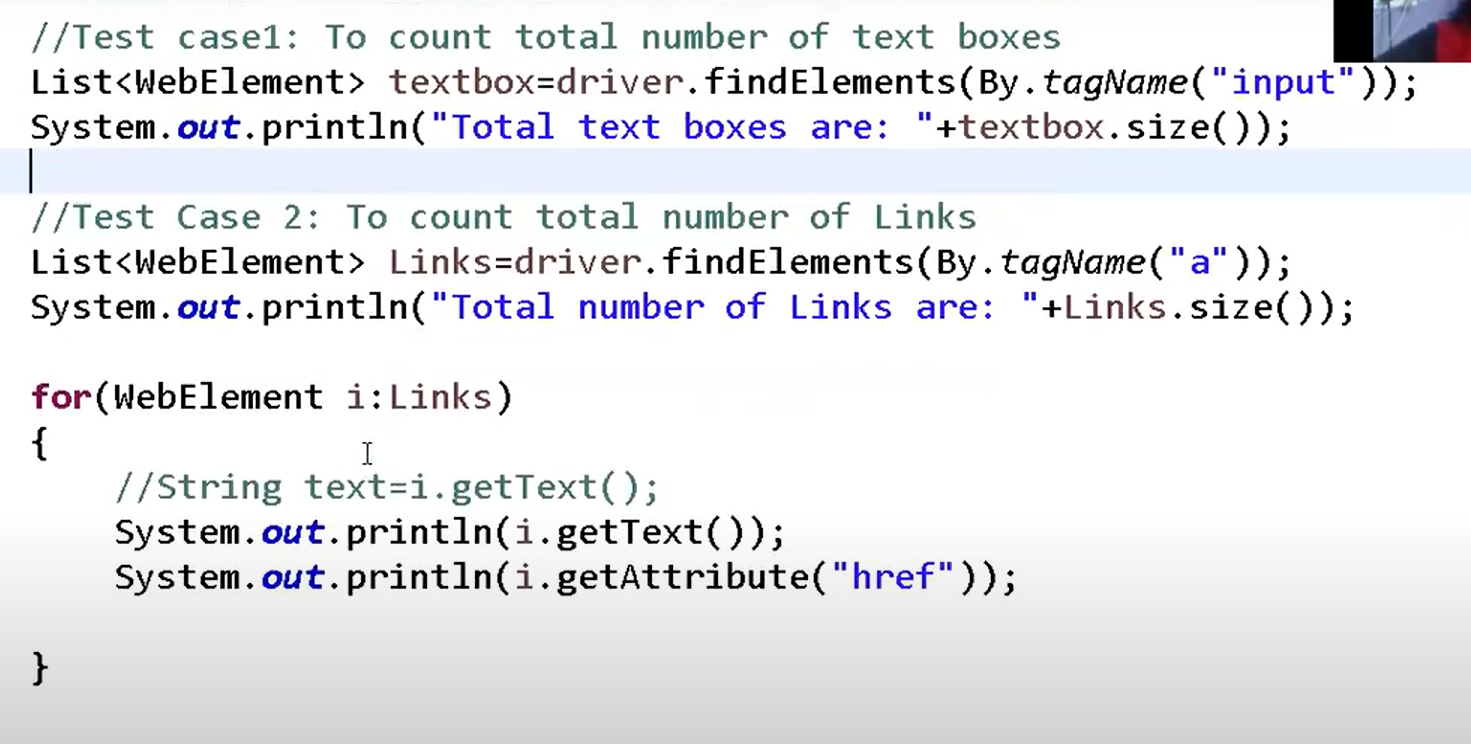 //Test case1: To count total number of text boxes
List<WebElement> textbox=driver.findElements(By.tagName("input"));
System.out.println("Total text boxes are: "+textbox.size());
//Test Case 2: To count total number of Links
List<WebElement> Links=driver.findElements(By.tagName("a"));
System.out.println("Total number of Links are: "+Links.size());
for(WebElement i:Links)
{
//String text=i.getText();
System.out.println(i.getText());
System.out.println(i.getAttribute("href"));
}